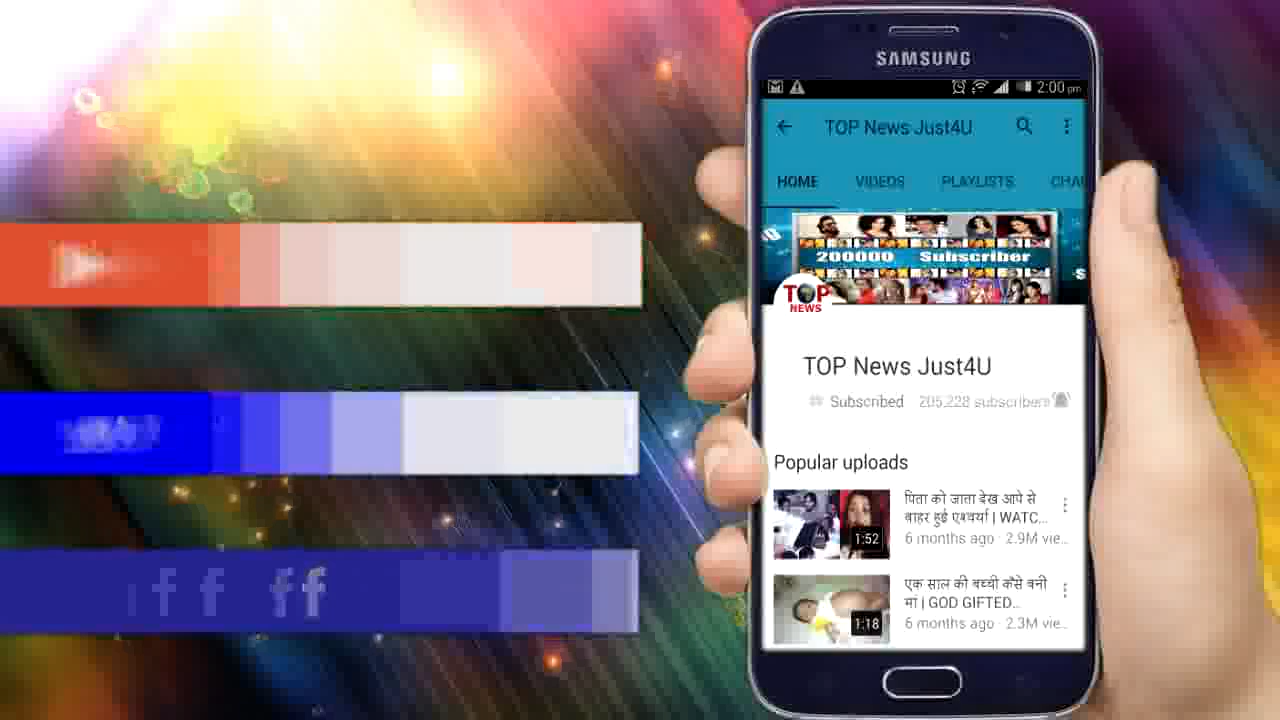 SAMSUNG
2:00 pm
TOP News Just4U
HOME VIDEOS PLAYLISTS CHA
200000 Subscriber
TOP
NEWS
TOP News Just4U
Subscribed 205,228 subscribers
Popular uploads
पिता को जाता देख आपे से
बाहर हुई एश्वर्या | WATC...
1:52
6 months ago · 2.9M vie..
एक साल की बच्ची कैसे बनी
मां | GOD GIFTED...
1:18
6 months ago · 2.3M vie..
f f f f